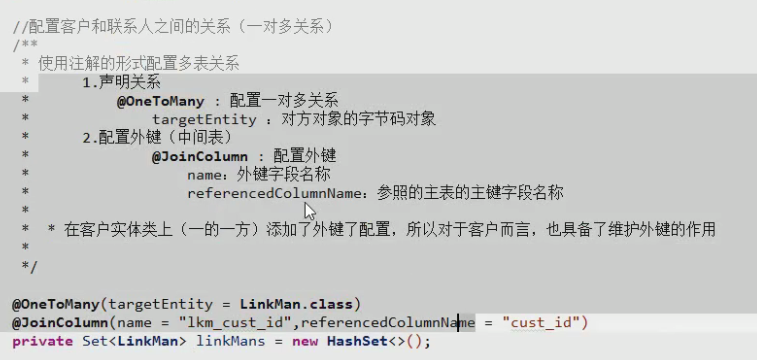 //配置客户和联系人之间的关系（一对多关系）
/**
* 使用注解的形式配置多表关系
* 1.声明关系
* @OneToMany : 配置一对多关系
* targetEntity ：对方对象的字节码对象
* 2.配置外键（中间表）
* @JoinColumn : 配置外键
* name：外键字段名称
* referencedColumnName：参照的主表的主键字段名称
*
* * 在客户实体类上（一的一方）添加了外键了配置，所以对于客户而言，也具备了维护外键的作用
*
*/
@OneToMany(targetEntity = LinkMan.class)
@JoinColumn(name = "lkm_cust_id",referencedColumnName = "cust_id")
private Set<LinkMan> linkMans = new HashSet<>();